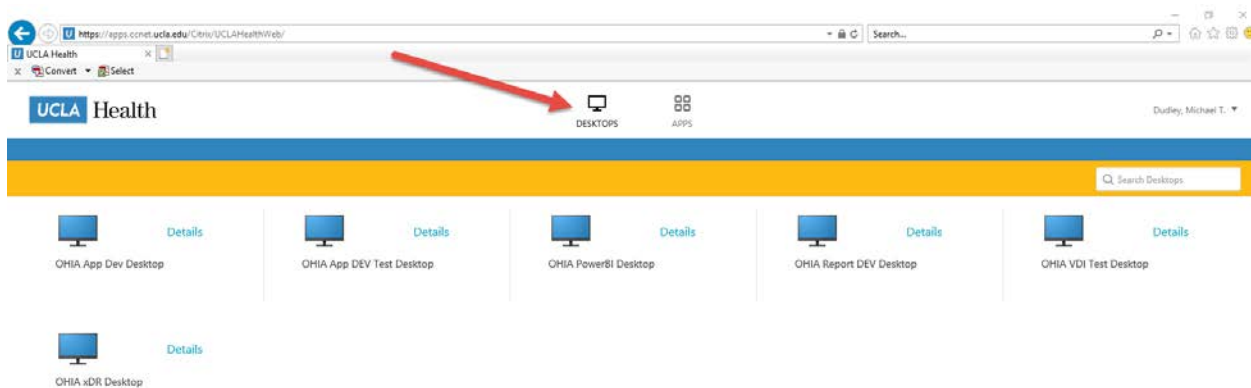 https://apps.ccnet.ucla.edu/Citrix/UCLAHealthWeb/
Search...
UCLA Health
x Convert Select
UCLA Health
DESKTOPS
APPS
Dudley, Michael T.
Search Desktops
Details
Details
Details
Details
Details
OHIA App Dev Desktop
OHIA App DEV Test Desktop
OHIA PowerBI Desktop
OHIA Report DEV Desktop
OHIA VDI Test Desktop
Details
OHIA xDR Desktop